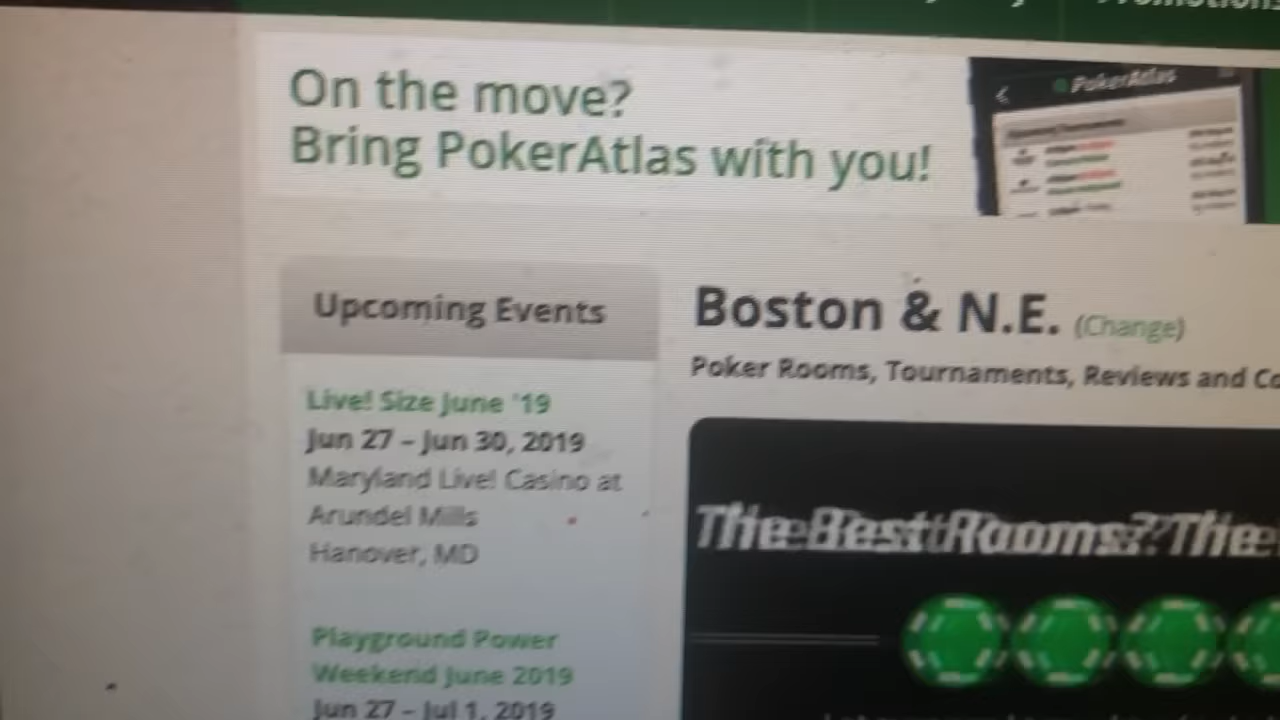 On the move?
Bring PokerAtlas with you!
PokerAtlas
Upcoming Events
Live! Size June '19
Jun 27 – Jun 30, 2019
Maryland Live! Casino at
Arundel Mills
Hanover, MD
Playground Power
Weekend June 2019
Jun 27 – Jul 1, 2019
Boston & N.E. (Change)
Poker Rooms, Tournaments, Reviews and
The Best Rooms? The